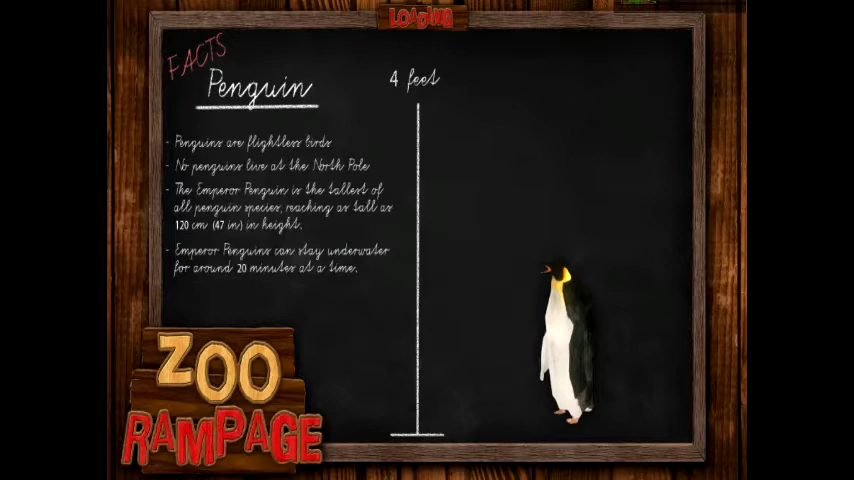 LOADING
FACTS
Penguin
4 feet
- Penguins are flightless birds
- No penguins live at the North Pole
- The Emperor Penguin is the tallest of
all penguin species, reaching as tall as
120 cm (47 in) in height.
- Emperor Penguins can stay underwater
for around 20 minutes at a time.
ZOO
RAMPAGE